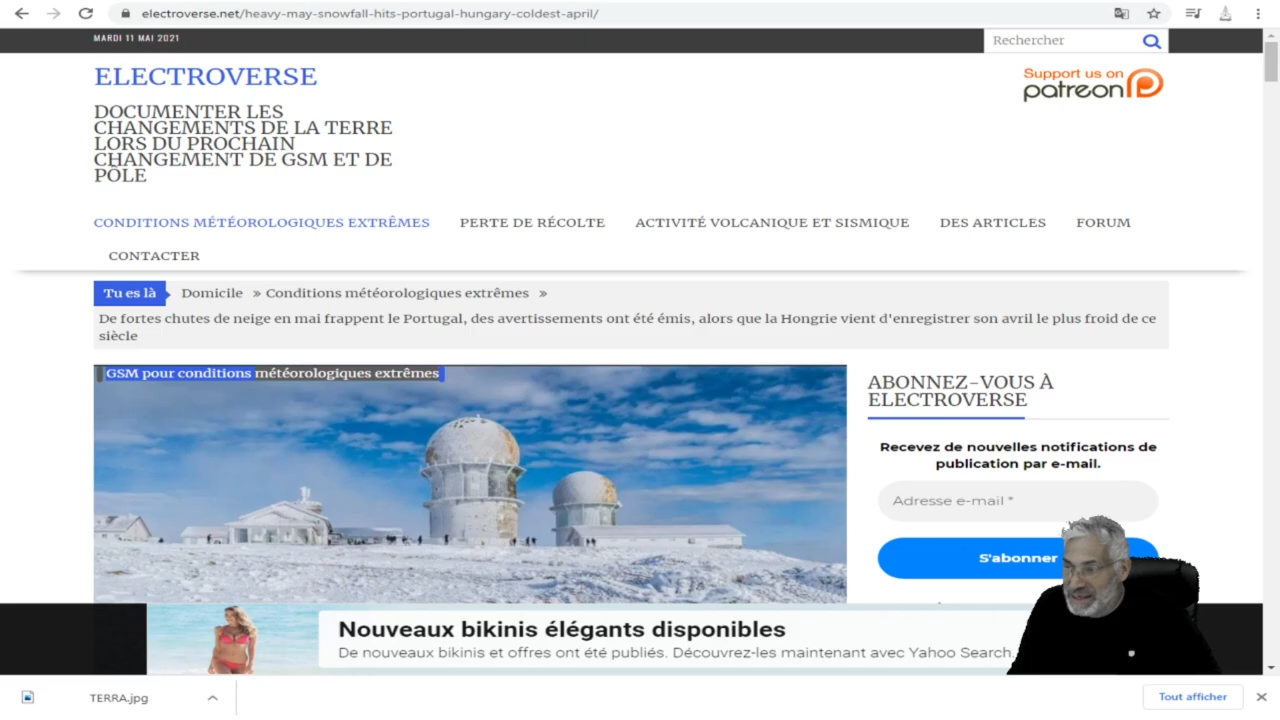 electroverse.net/heavy-may-snowfall-hits-portugal-hungary-coldest-april/
MARDI 11 MAI 2021
Rechercher
ELECTROVERSE
Support us on
patreon
DOCUMENTER LES
CHANGEMENTS DE LA TERRE
LORS DU PROCHAIN
CHANGEMENT DE GSM ET DE
PÔLE
CONDITIONS MÉTÉOROLOGIQUES EXTRÊMES PERTE DE RÉCOLTE ACTIVITÉ VOLCANIQUE ET SISMIQUE DES ARTICLES FORUM
CONTACTER
Tu es là Domicile » Conditions météorologiques extrêmes »
De fortes chutes de neige en mai frappent le Portugal, des avertissements ont été émis, alors que la Hongrie vient d'enregistrer son avril le plus froid de ce
siècle
GSM pour conditions météorologiques extrêmes
ABONNEZ-VOUS À
ELECTROVERSE
Recevez de nouvelles notifications de
publication par e-mail.
Adresse e-mail *
S'abonner
Nouveaux bikinis élégants disponibles
De nouveaux bikinis et offres ont été publiés. Découvrez-les maintenant avec Yahoo Search.
TERRA.jpg
Tout afficher